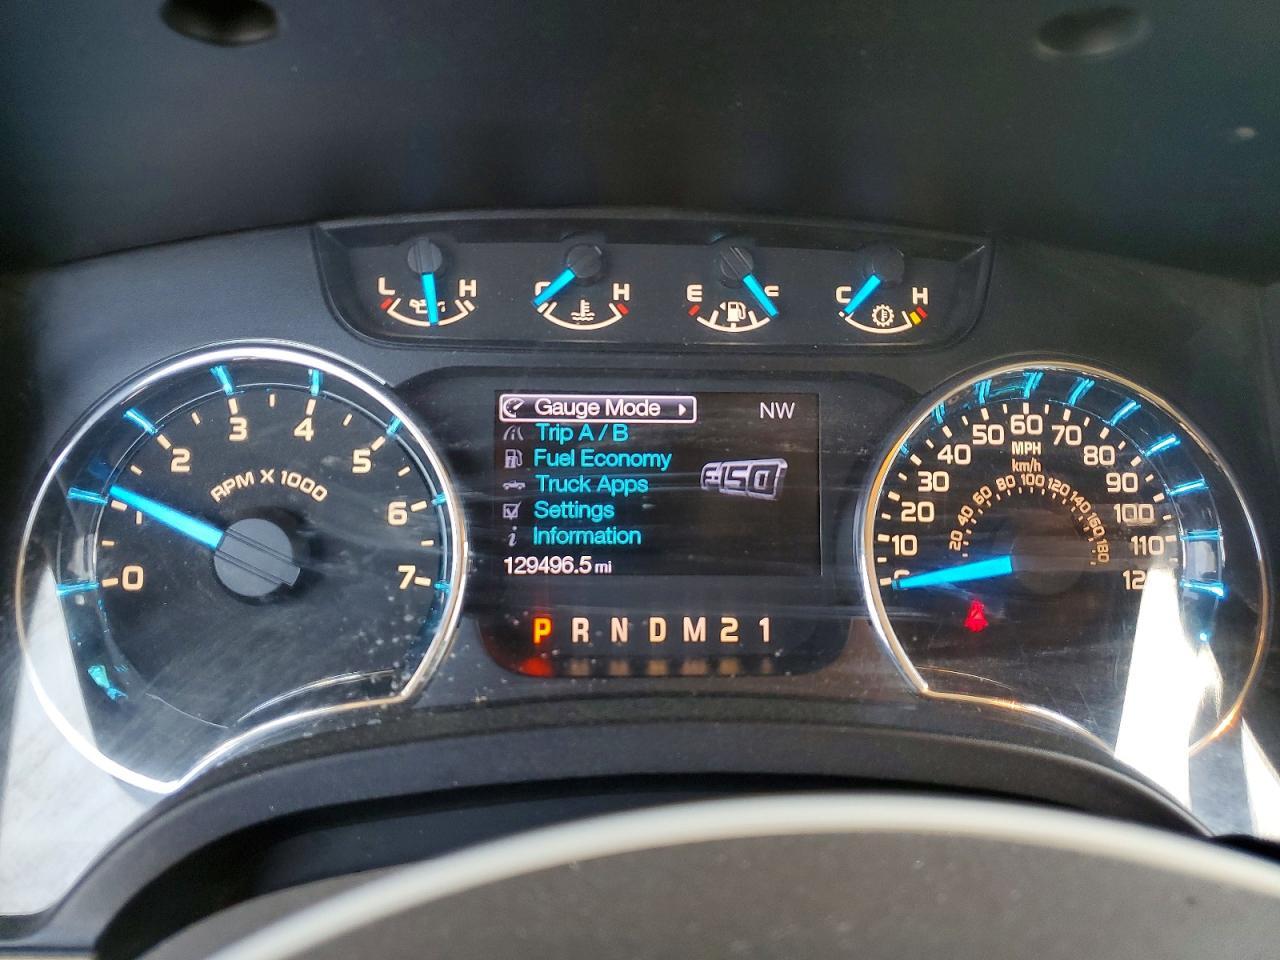 L H
C H
E F
C H
0 1 2 3 4 5 6 7
RPM X 1000
Gauge Mode
NW
Trip A / B
Fuel Economy
F-150
Truck Apps
Settings
Information
129496.5 mi
P R N D M 2 1
0 10 20 30 40 50 60 70 80 90 100 110 120
MPH
km/h
20 40 60 80 100 120 140 160 180